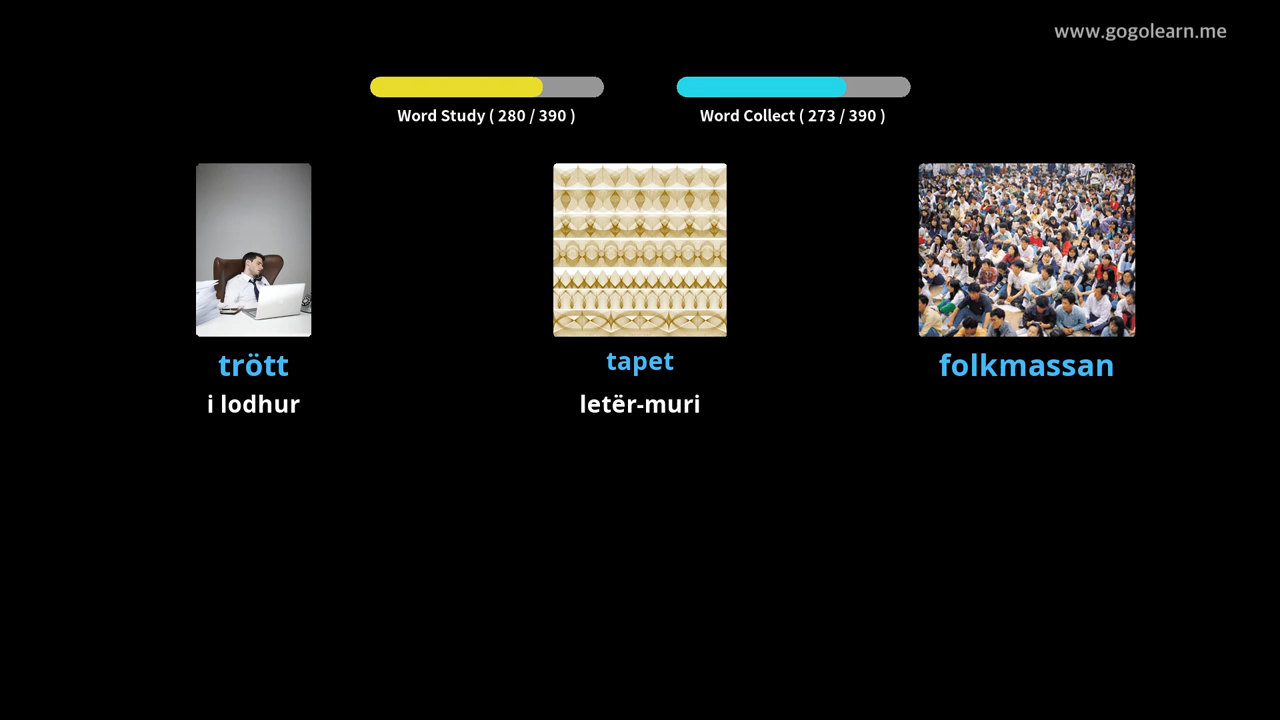 www.gogolearn.me
Word Study ( 280 / 390 )
Word Collect ( 273 / 390 )
trött
tapet
folkmassan
i lodhur
letër-muri